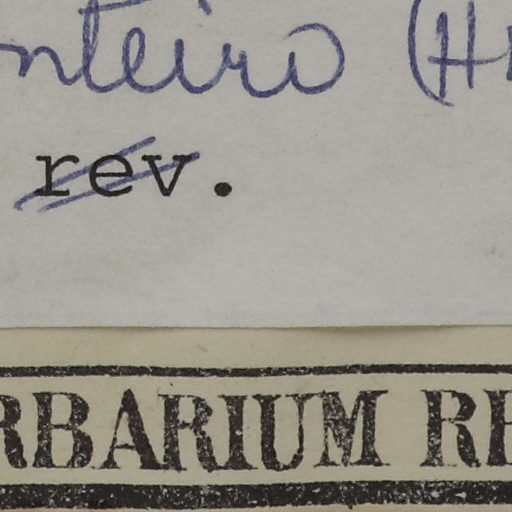 nteiro (H
rev.
RBARIUM RE